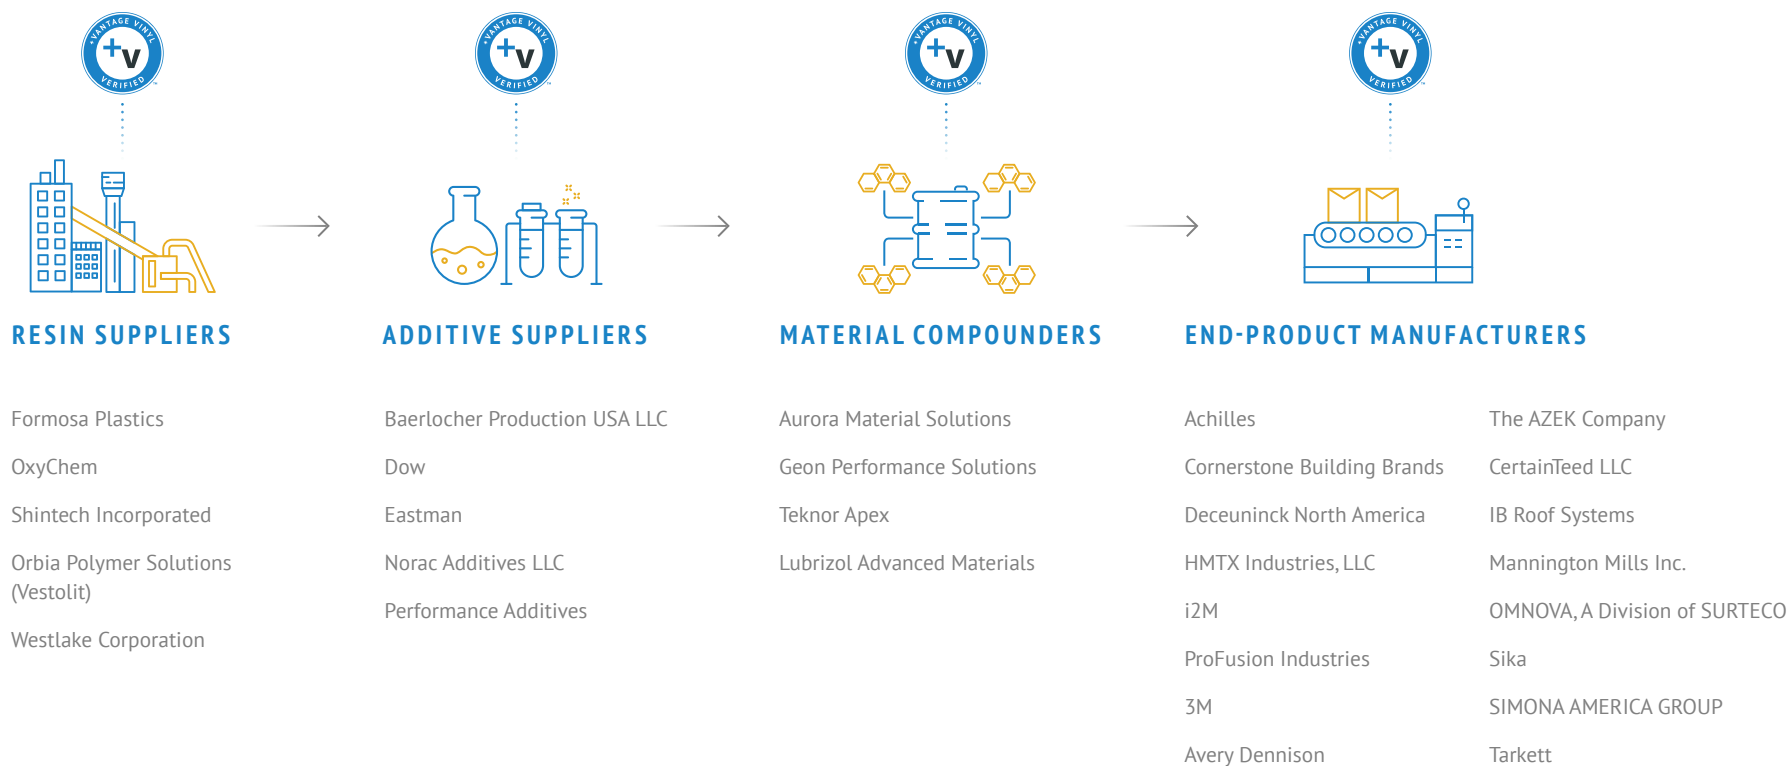 +VANTAGE VINYL
+v
VERIFIED
+VANTAGE VINYL
+v
VERIFIED
+VANTAGE VINYL
+v
VERIFIED
+VANTAGE VINYL
+v
VERIFIED
RESIN SUPPLIERS
Formosa Plastics
OxyChem
Shintech Incorporated
Orbia Polymer Solutions
(Vestolit)
Westlake Corporation
ADDITIVE SUPPLIERS
Baerlocher Production USA LLC
Dow
Eastman
Norac Additives LLC
Performance Additives
MATERIAL COMPOUNDERS
Aurora Material Solutions
Geon Performance Solutions
Teknor Apex
Lubrizol Advanced Materials
END-PRODUCT MANUFACTURERS
Achilles
Cornerstone Building Brands
Deceuninck North America
HMTX Industries, LLC
i2M
ProFusion Industries
3M
Avery Dennison
The AZEK Company
CertainTeed LLC
IB Roof Systems
Mannington Mills Inc.
OMNOVA, A Division of SURTECO
Sika
SIMONA AMERICA GROUP
Tarkett